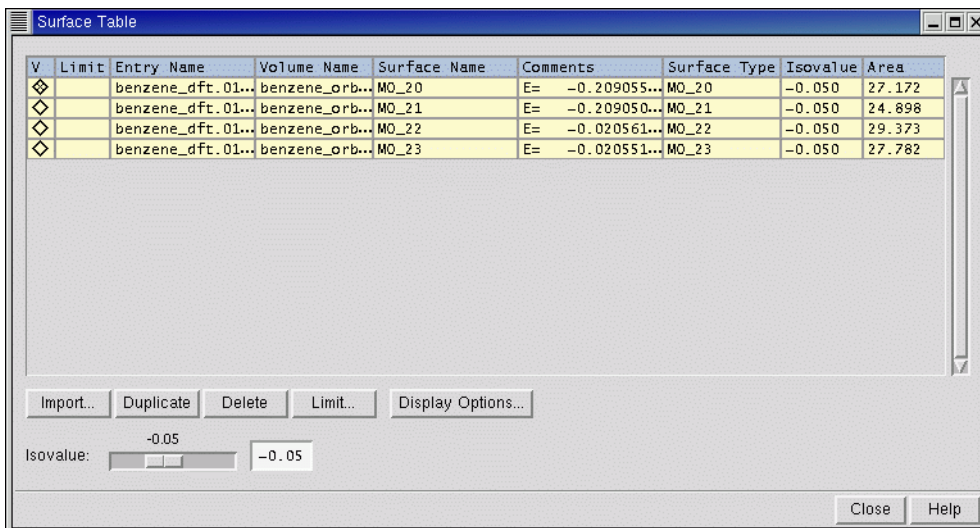 Surface Table
V Limit Entry Name Volume Name Surface Name Comments Surface Type Isovalue Area
benzene_dft.01... benzene_orb... MO_20 E= -0.209055... MO_20 -0.050 27.172
benzene_dft.01... benzene_orb... MO_21 E= -0.209050... MO_21 -0.050 24.898
benzene_dft.01... benzene_orb... MO_22 E= -0.020561... MO_22 -0.050 29.373
benzene_dft.01... benzene_orb... MO_23 E= -0.020551... MO_23 -0.050 27.782
Import... Duplicate Delete Limit... Display Options...
-0.05
Isovalue: -0.05
Close Help